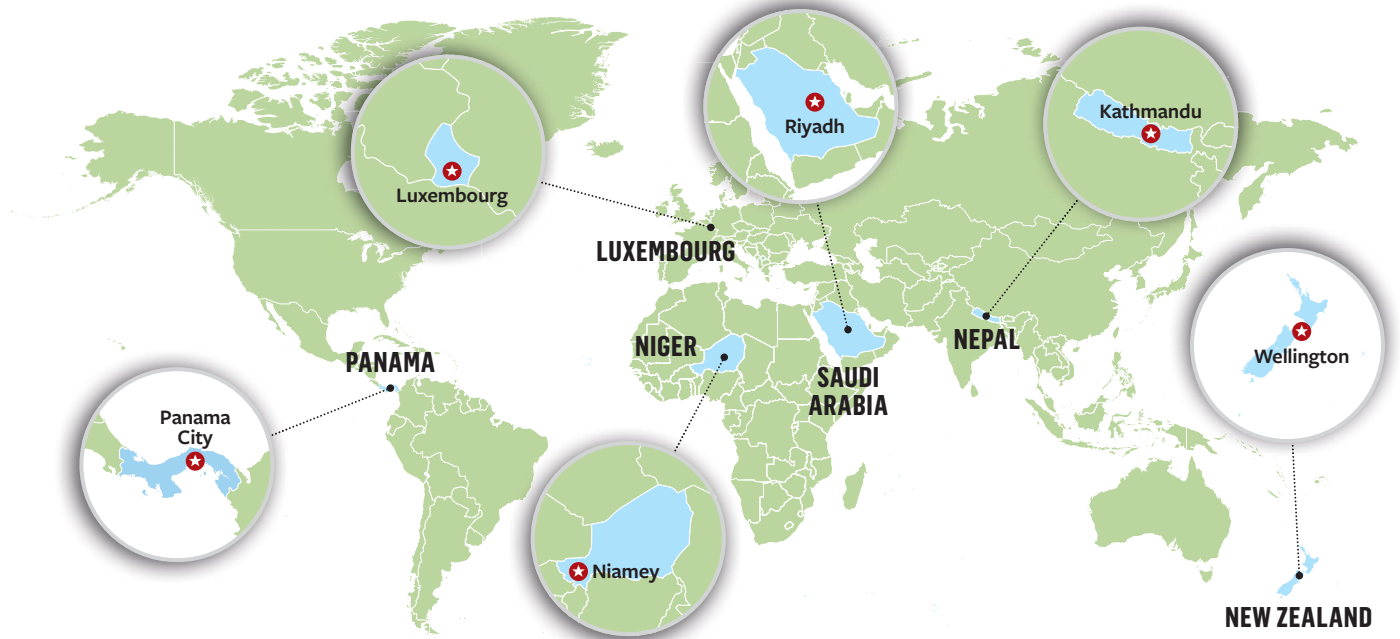 Riyadh
Kathmandu
Luxembourg
LUXEMBOURG
NEPAL
NIGER
Wellington
PANAMA
SAUDI
ARABIA
Panama
City
Niamey
NEW ZEALAND